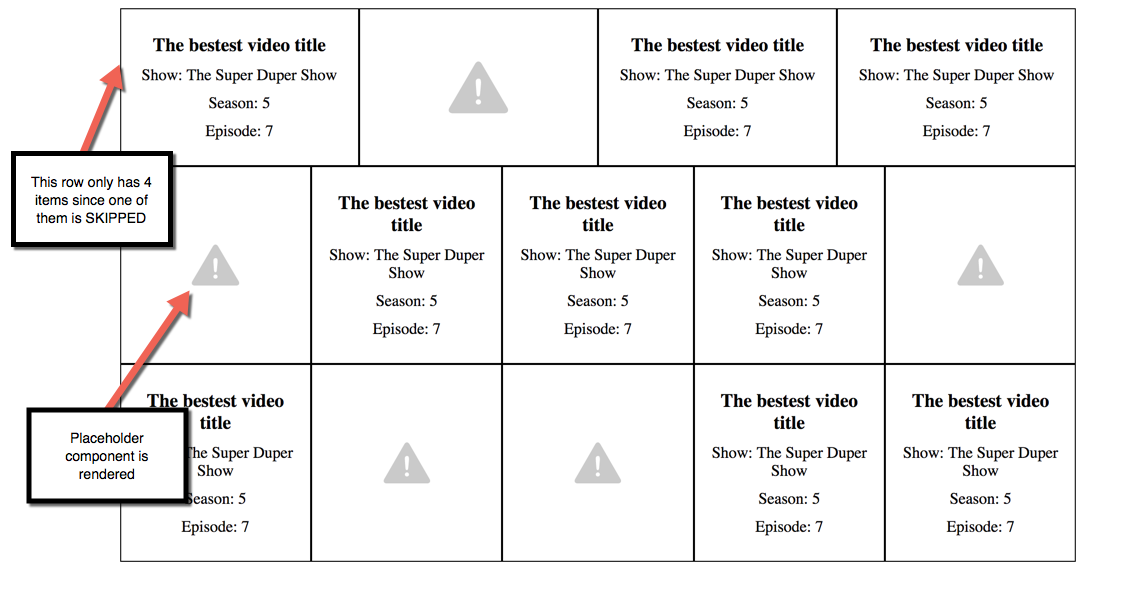 The bestest video title
Show: The Super Duper Show
Season: 5
Episode: 7
The bestest video title
Show: The Super Duper Show
Season: 5
Episode: 7
The bestest video title
Show: The Super Duper Show
Season: 5
Episode: 7
This row only has 4
items since one of
them is SKIPPED
The bestest video
title
Show: The Super Duper
Show
Season: 5
Episode: 7
The bestest video
title
Show: The Super Duper
Show
Season: 5
Episode: 7
The bestest video
title
Show: The Super Duper
Show
Season: 5
Episode: 7
Placeholder
component is
rendered
The bestest video
title
The Super Duper
Show
Season: 5
Episode: 7
The bestest video
title
Show: The Super Duper
Show
Season: 5
Episode: 7
The bestest video
title
Show: The Super Duper
Show
Season: 5
Episode: 7